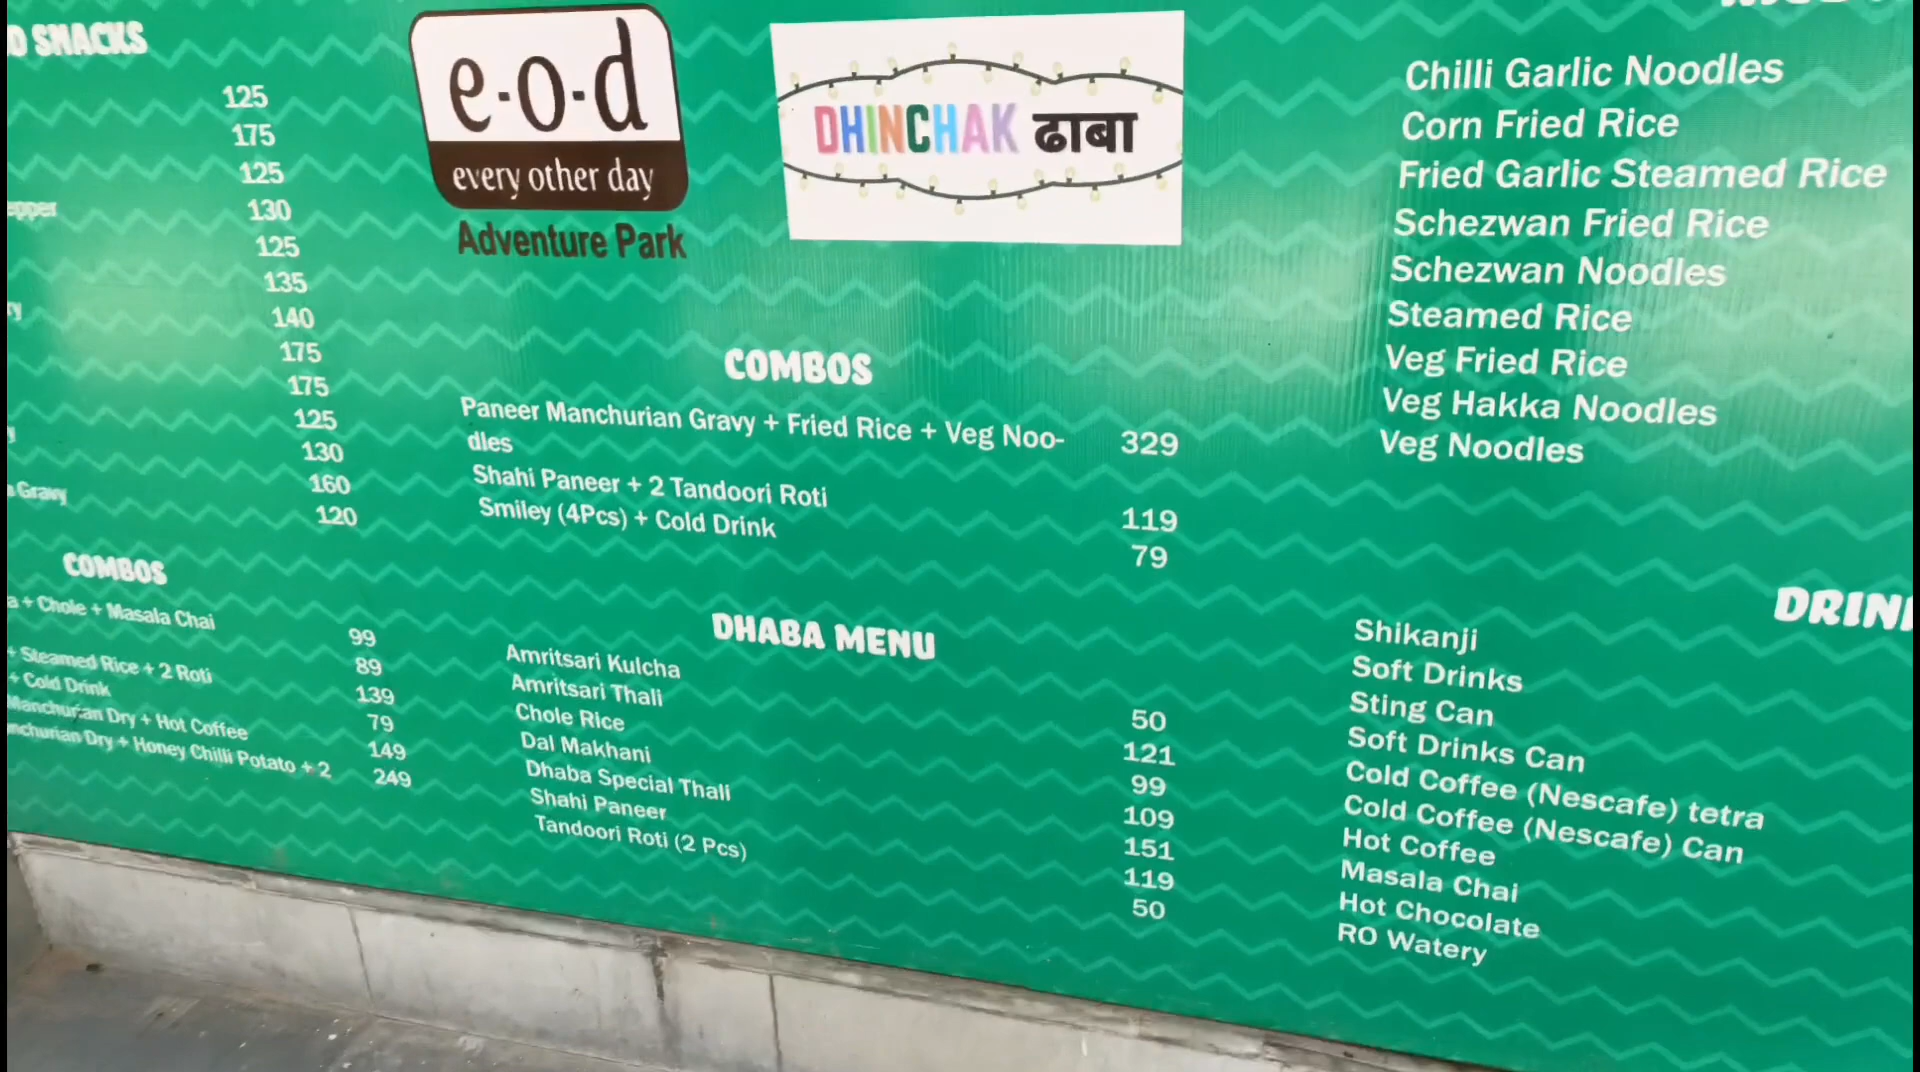 SNACKS
125
175
125
130
125
135
140
175
175
125
130
Gravy 160
120
COMBOS
+ Chole + Masala Chai 99
89
+ Steamed Rice + 2 Roti 139
+ Cold Drink 79
Manchurian Dry + Hot Coffee 149
Dry + Honey Chilli Potato + 2 249
e·o·d
every other day
Adventure Park
DHINCHAK ढाबा
COMBOS
Paneer Manchurian Gravy + Fried Rice + Veg Noo- 329
dles
Shahi Paneer + 2 Tandoori Roti 119
Smiley (4Pcs) + Cold Drink 79
DHABA MENU
Amritsari Kulcha 50
Amritsari Thali 121
Chole Rice 99
Dal Makhani 109
Dhaba Special Thali 151
Shahi Paneer 119
Tandoori Roti (2 Pcs) 50
Chilli Garlic Noodles
Corn Fried Rice
Fried Garlic Steamed Rice
Schezwan Fried Rice
Schezwan Noodles
Steamed Rice
Veg Fried Rice
Veg Hakka Noodles
Veg Noodles
Shikanji
Soft Drinks
Sting Can
Soft Drinks Can
Cold Coffee (Nescafe) tetra
Cold Coffee (Nescafe) Can
Hot Coffee
Masala Chai
Hot Chocolate
RO Watery